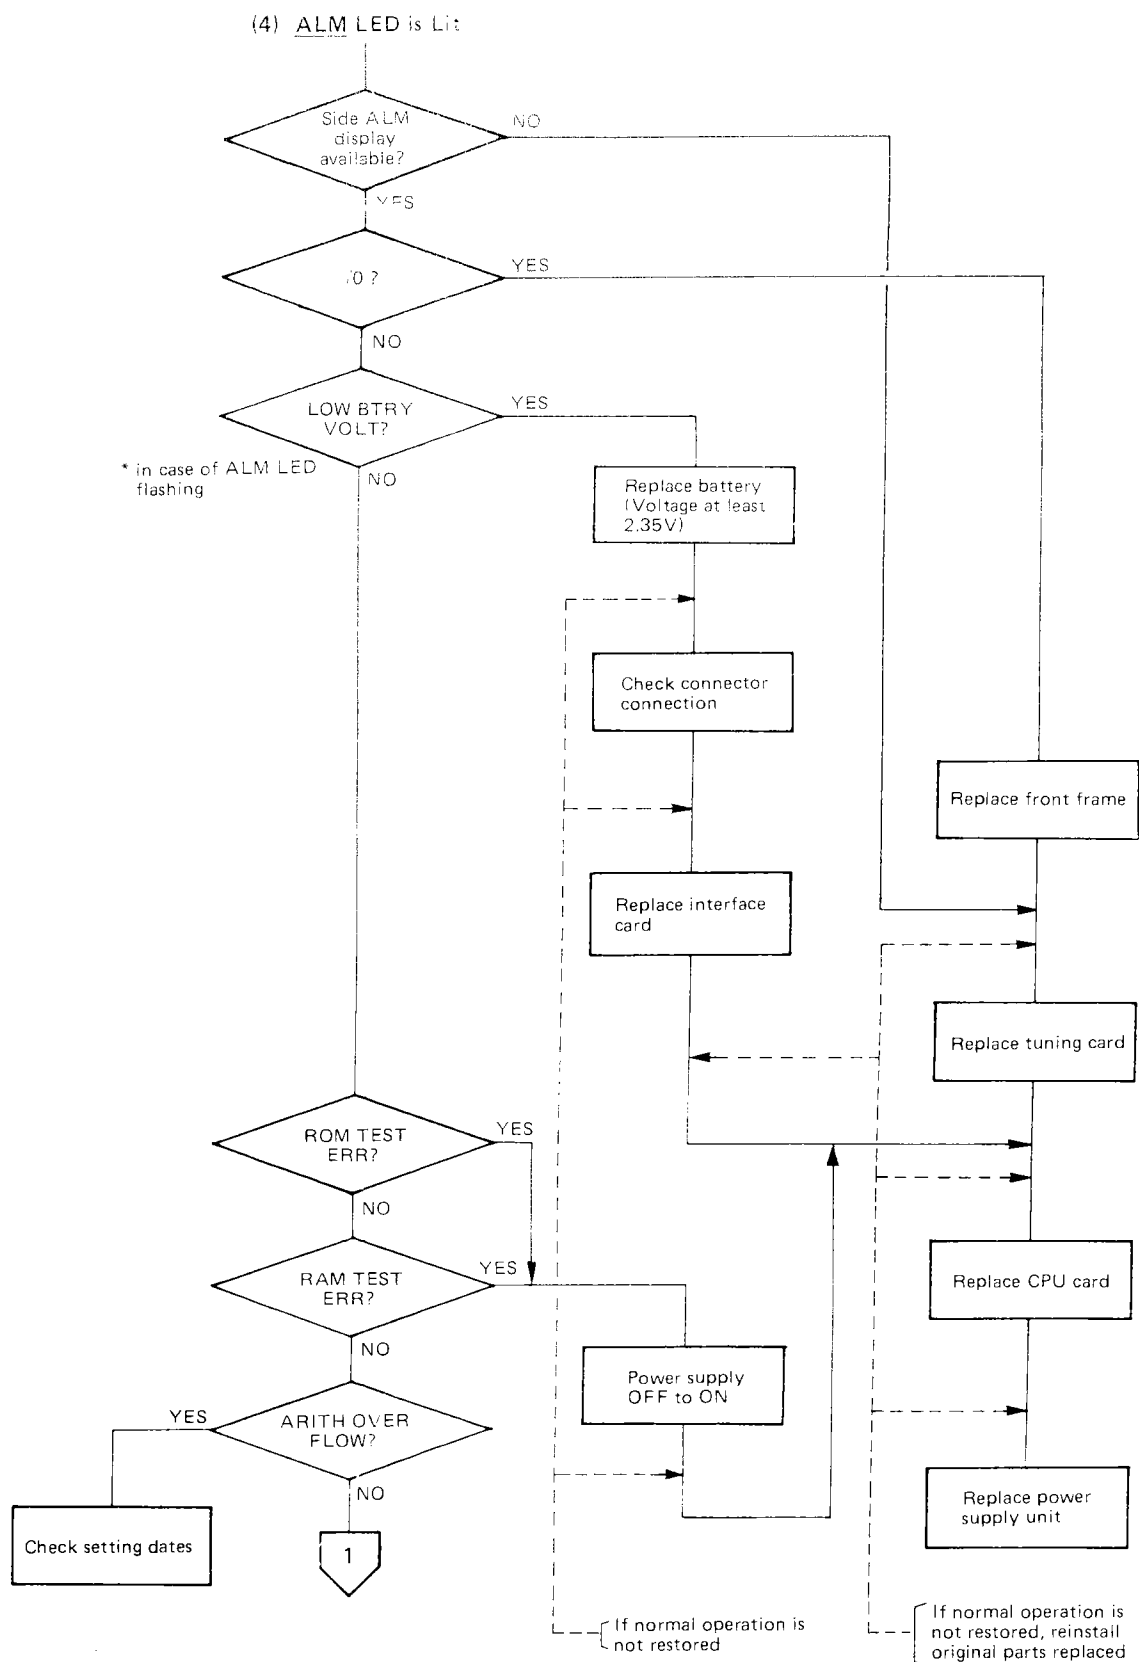 (4) ALM LED is Lit
Side ALM
display
available?
NO
YES
0 ?
YES
NO
LOW BTRY
VOLT?
YES
* in case of ALM LED
flashing
NO
Replace battery
(Voltage at least
2.35V)
Check connector
connection
Replace front frame
Replace interface
card
Replace tuning card
ROM TEST
ERR?
YES
NO
RAM TEST
ERR?
YES
NO
Replace CPU card
Power supply
OFF to ON
YES
ARITH OVER
FLOW?
NO
Check setting dates
1
Replace power
supply unit
If normal operation is
not restored
If normal operation is
not restored, reinstall
original parts replaced